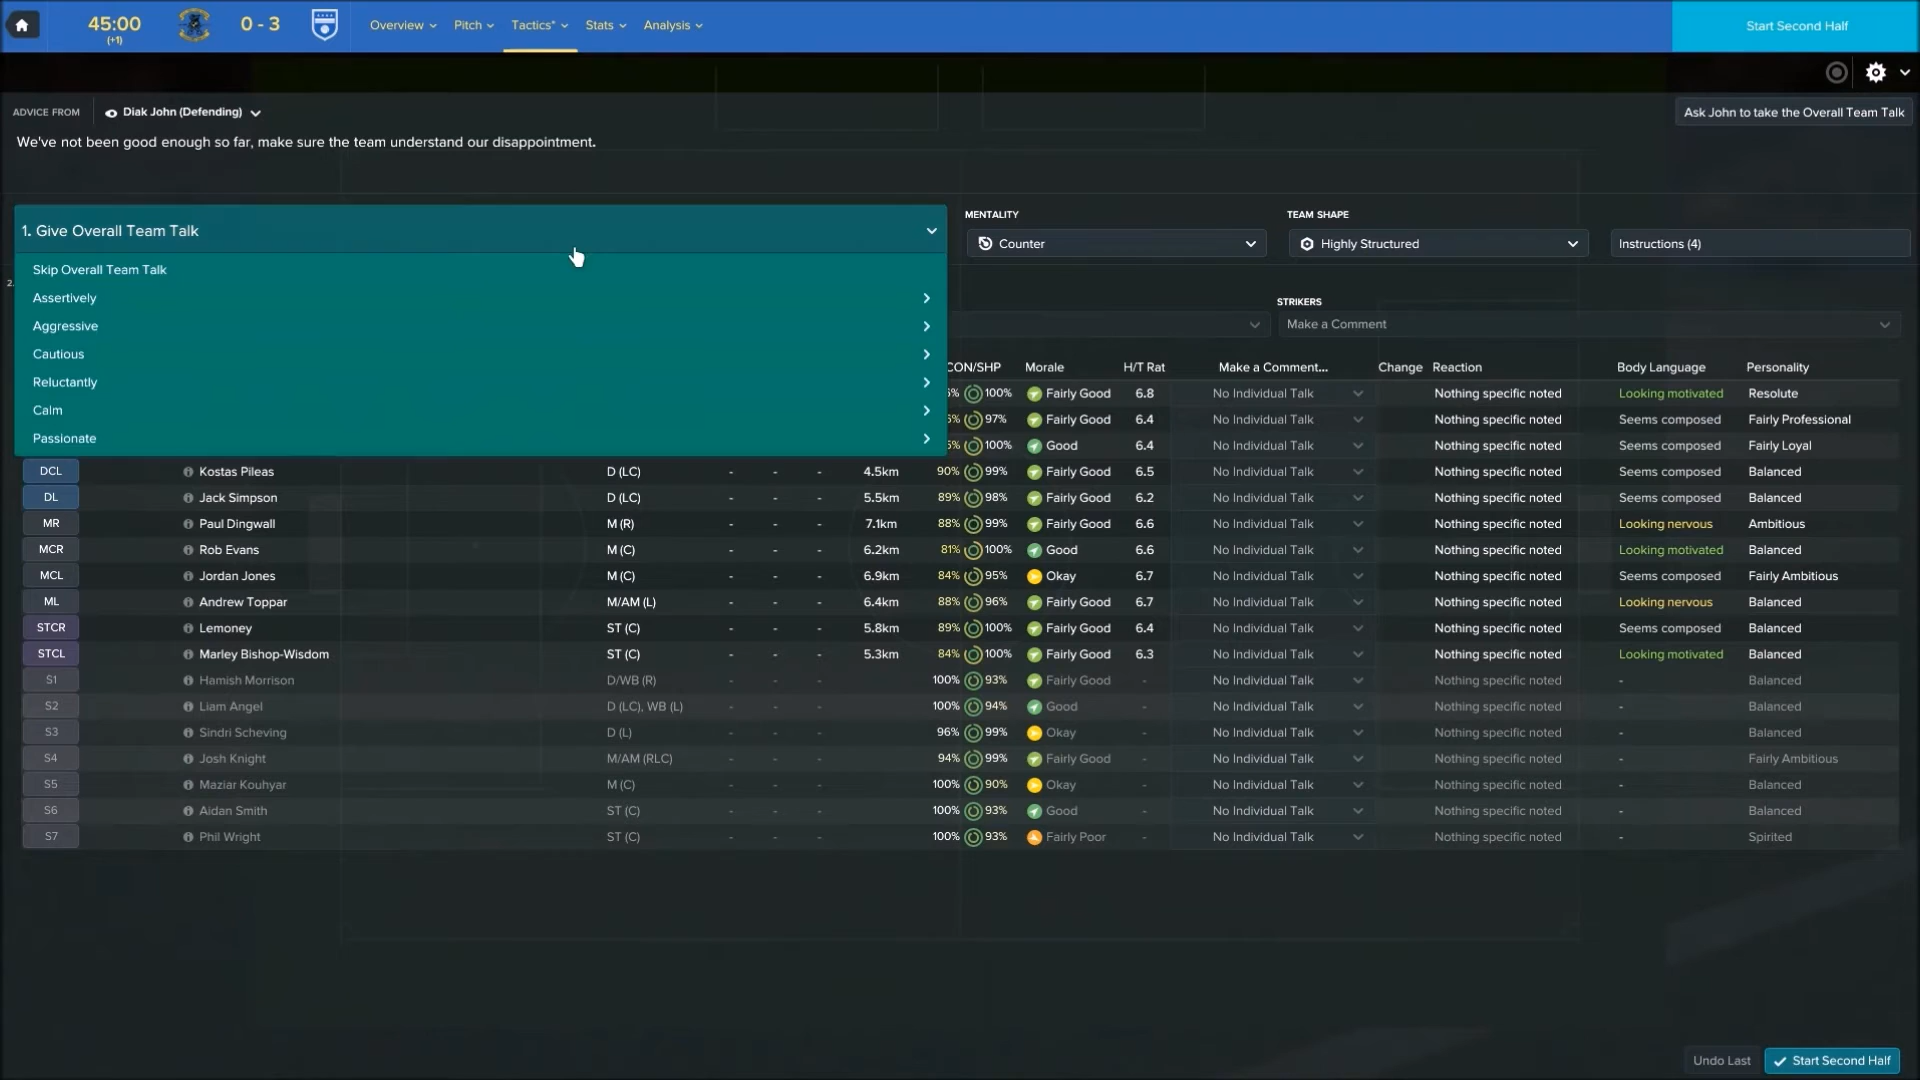 45:00
(+1)
0 - 3
Overview
Pitch
Tactics*
Stats
Analysis
Start Second Half
ADVICE FROM
Diak John (Defending)
Ask John to take the Overall Team Talk
We've not been good enough so far, make sure the team understand our disappointment.
1. Give Overall Team Talk
MENTALITY
TEAM SHAPE
Counter
Highly Structured
Instructions (4)
Skip Overall Team Talk
2.
Assertively
STRIKERS
Aggressive
Make a Comment
Cautious
Reluctantly
Calm
Passionate
CON/SHP Morale H/T Rat Make a Comment... Change Reaction Body Language Personality
6% 100% Fairly Good 6.8 No Individual Talk Nothing specific noted Looking motivated Resolute
6% 97% Fairly Good 6.4 No Individual Talk Nothing specific noted Seems composed Fairly Professional
6% 100% Good 6.4 No Individual Talk Nothing specific noted Seems composed Fairly Loyal
DCL Kostas Pileas D (LC) - - - 4.5km 90% 99% Fairly Good 6.5 No Individual Talk Nothing specific noted Seems composed Balanced
DL Jack Simpson D (LC) - - - 5.5km 89% 98% Fairly Good 6.2 No Individual Talk Nothing specific noted Seems composed Balanced
MR Paul Dingwall M (R) - - - 7.1km 88% 99% Fairly Good 6.6 No Individual Talk Nothing specific noted Looking nervous Ambitious
MCR Rob Evans M (C) - - - 6.2km 81% 100% Good 6.6 No Individual Talk Nothing specific noted Looking motivated Balanced
MCL Jordan Jones M (C) - - - 6.9km 84% 95% Okay 6.7 No Individual Talk Nothing specific noted Seems composed Fairly Ambitious
ML Andrew Toppar M/AM (L) - - - 6.4km 88% 96% Fairly Good 6.7 No Individual Talk Nothing specific noted Looking nervous Balanced
STCR Lemoney ST (C) - - - 5.8km 89% 100% Fairly Good 6.4 No Individual Talk Nothing specific noted Seems composed Balanced
STCL Marley Bishop-Wisdom ST (C) - - - 5.3km 84% 100% Fairly Good 6.3 No Individual Talk Nothing specific noted Looking motivated Balanced
S1 Hamish Morrison D/WB (R) - - - 100% 93% Fairly Good - No Individual Talk Nothing specific noted - Balanced
S2 Liam Angel D (LC), WB (L) - - - 100% 94% Good - No Individual Talk Nothing specific noted - Balanced
S3 Sindri Scheving D (L) - - - 96% 99% Okay - No Individual Talk Nothing specific noted - Balanced
S4 Josh Knight M/AM (RLC) - - - 94% 99% Fairly Good - No Individual Talk Nothing specific noted - Fairly Ambitious
S5 Maziar Kouhyar M (C) - - - 100% 90% Okay - No Individual Talk Nothing specific noted - Balanced
S6 Aidan Smith ST (C) - - - 100% 93% Good - No Individual Talk Nothing specific noted - Balanced
S7 Phil Wright ST (C) - - - 100% 93% Fairly Poor - No Individual Talk Nothing specific noted - Spirited
Undo Last
Start Second Half